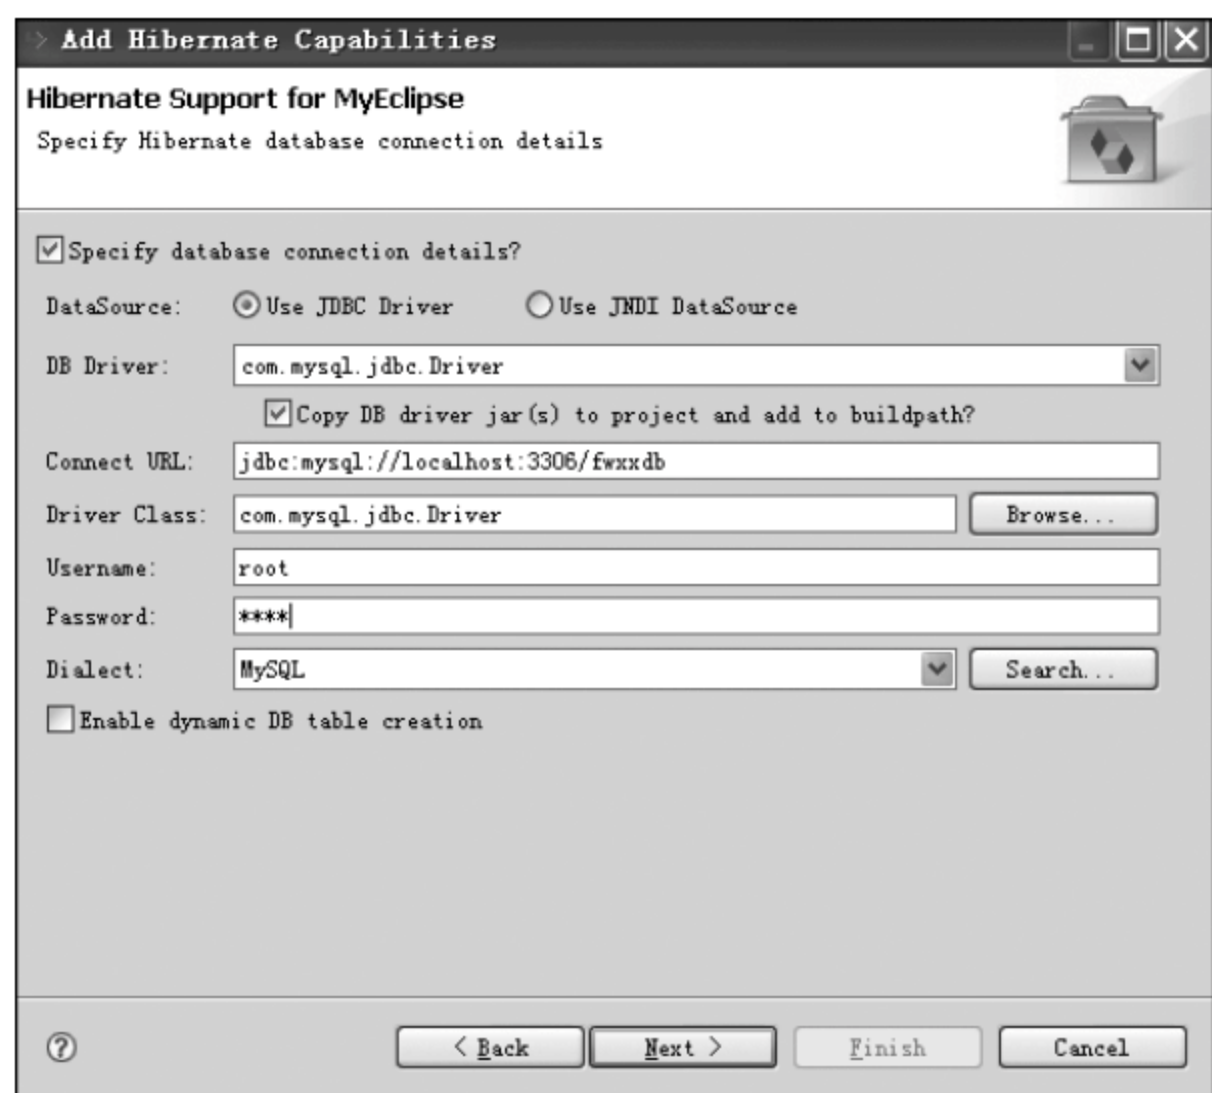 Add Hibernate Capabilities
Hibernate Support for MyEclipse
Specify Hibernate database connection details
Specify database connection details?
DataSource: Use JDBC Driver Use JNDI DataSource
DB Driver: com.mysql.jdbc.Driver
Copy DB driver jar(s) to project and add to buildpath?
Connect URL: jdbc:mysql://localhost:3306/fwxxdb
Driver Class: com.mysql.jdbc.Driver Browse...
Username: root
Password: ****
Dialect: MySQL Search...
Enable dynamic DB table creation
? < Back Next > Finish Cancel